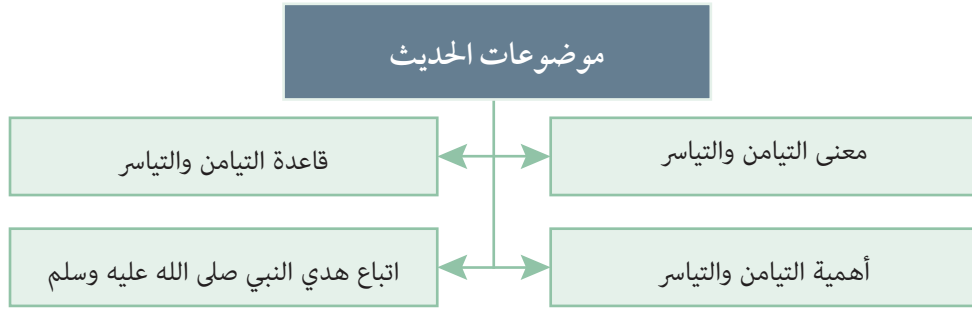 موضوعات الحديث
معنى التيامن والتياسر
قاعدة التيامن والتياسر
أهمية التيامن والتياسر
اتباع هدي النبي صلى الله عليه وسلم